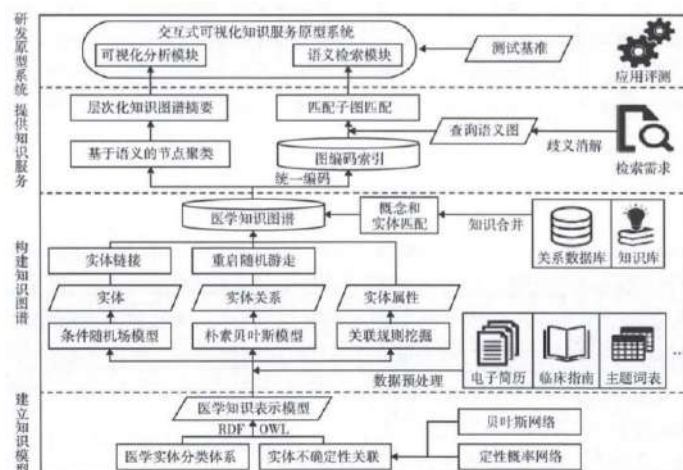 研发原型系统
交互式可视化知识服务原型系统
可视化分析模块
语义检索模块
测试基准
应用评测
提供知识服务
层次化知识图谱摘要
匹配子图匹配
查询语义图
歧义消解
检索需求
基于语义的节点聚类
图编码索引
统一编码
构建知识图谱
医学知识图谱
概念和
实体匹配
知识合并
关系数据库
知识库
实体链接
重启随机游走
实体
实体关系
实体属性
条件随机场模型
朴素贝叶斯模型
关联规则挖掘
数据预处理
电子简历
临床指南
主题词表
...
建立知识模型
医学知识表示模型
RDF
OWL
医学实体分类体系
实体不确定性关联
贝叶斯网络
定性概率网络